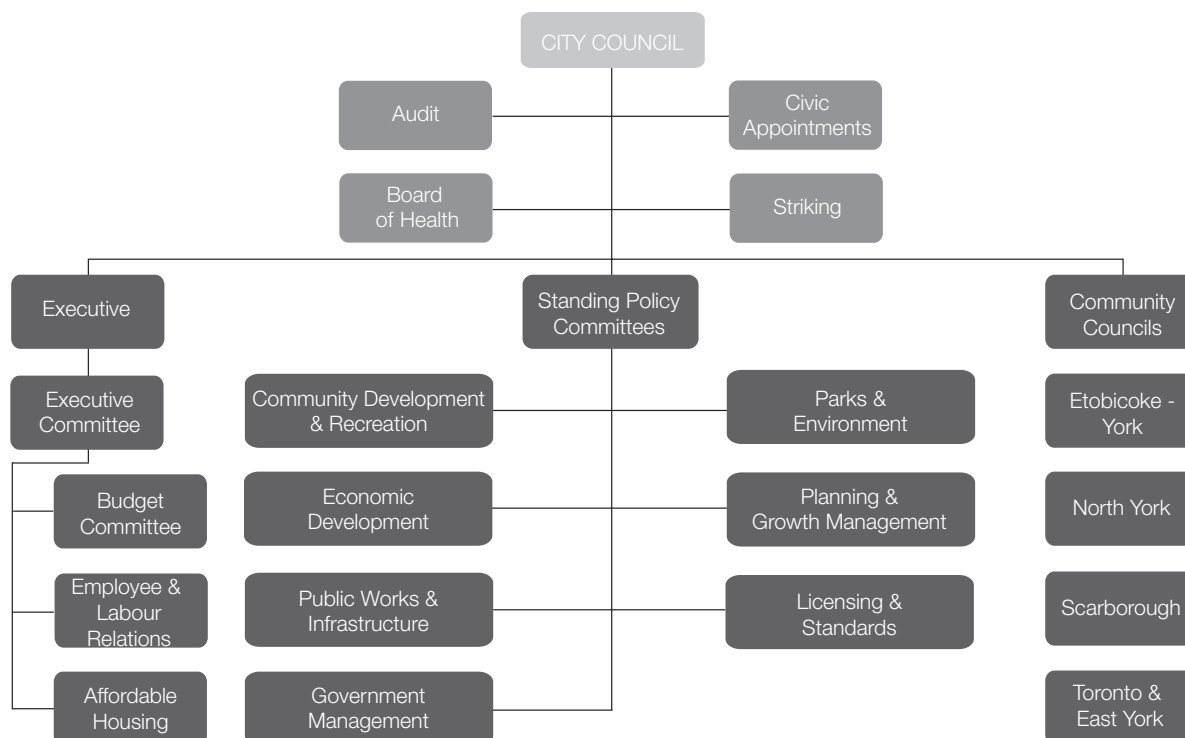 CITY COUNCIL
Audit
Civic
Appointments
Board
of Health
Striking
Executive
Standing Policy
Committees
Community
Councils
Executive
Committee
Community Development
& Recreation
Parks &
Environment
Etobicoke -
York
Budget
Committee
Economic
Development
Planning &
Growth Management
North York
Employee &
Labour
Relations
Public Works &
Infrastructure
Licensing &
Standards
Scarborough
Affordable
Housing
Government
Management
Toronto &
East York